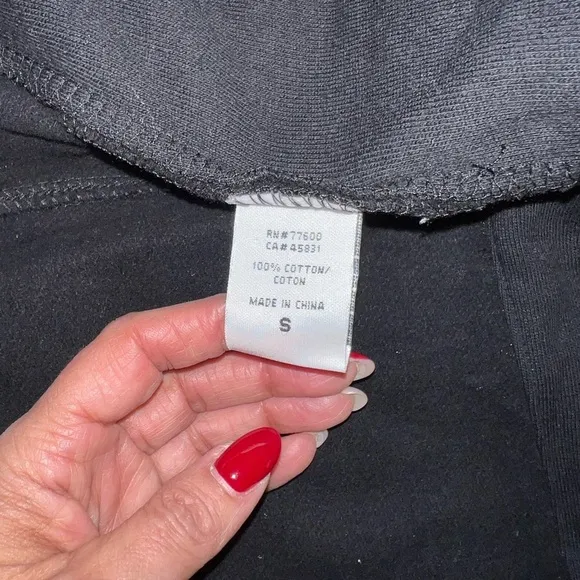 RN#77600
CA#45831
100% COTTON/
COTON
MADE IN CHINA
S